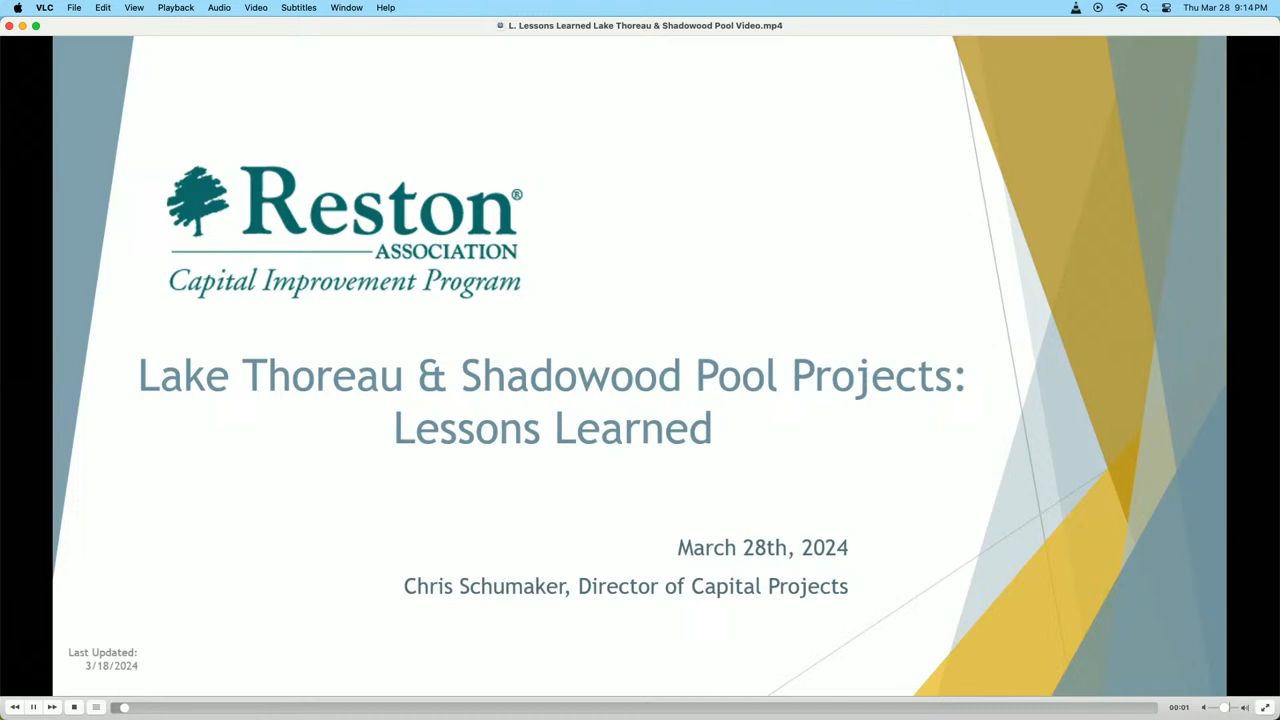 VLC File Edit View Playback Audio Video Subtitles Window Help Thu Mar 28 9:14PM
L. Lessons Learned Lake Thoreau & Shadowood Pool Video.mp4
Reston®
ASSOCIATION
Capital Improvement Program
Lake Thoreau & Shadowood Pool Projects:
Lessons Learned
March 28th, 2024
Chris Schumaker, Director of Capital Projects
Last Updated:
3/18/2024
00:01